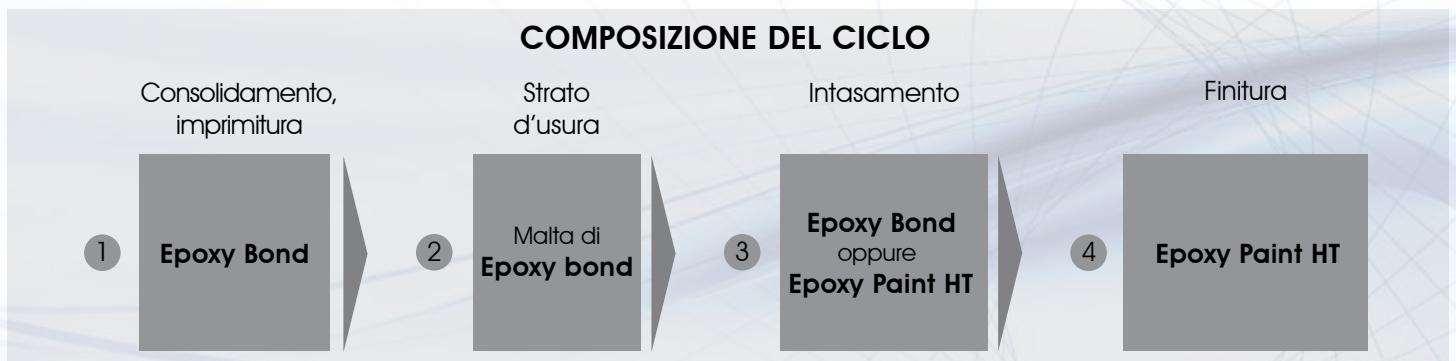 COMPOSIZIONE DEL CICLO
Consolidamento,
imprimitura
1
Epoxy Bond
Strato
d'usura
2
Malta di
Epoxy bond
Intasamento
3
Epoxy Bond
oppure
Epoxy Paint HT
Finitura
4
Epoxy Paint HT